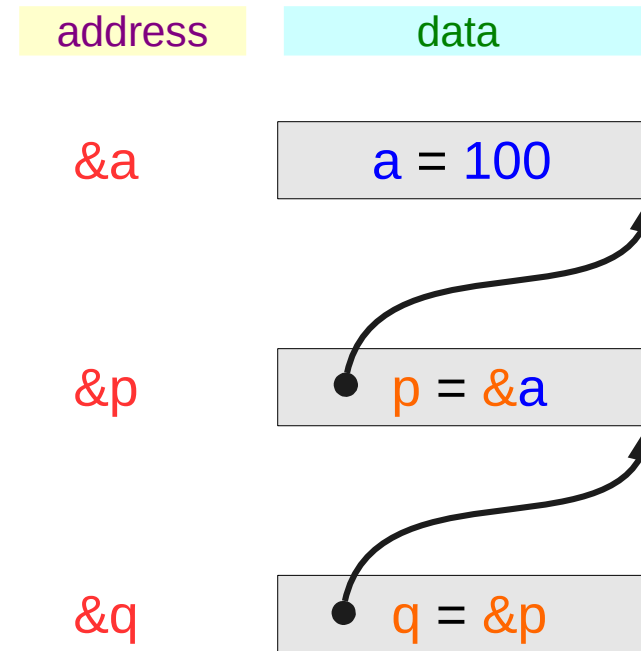 address data
&a a = 100
&p p = &a
&q q = &p